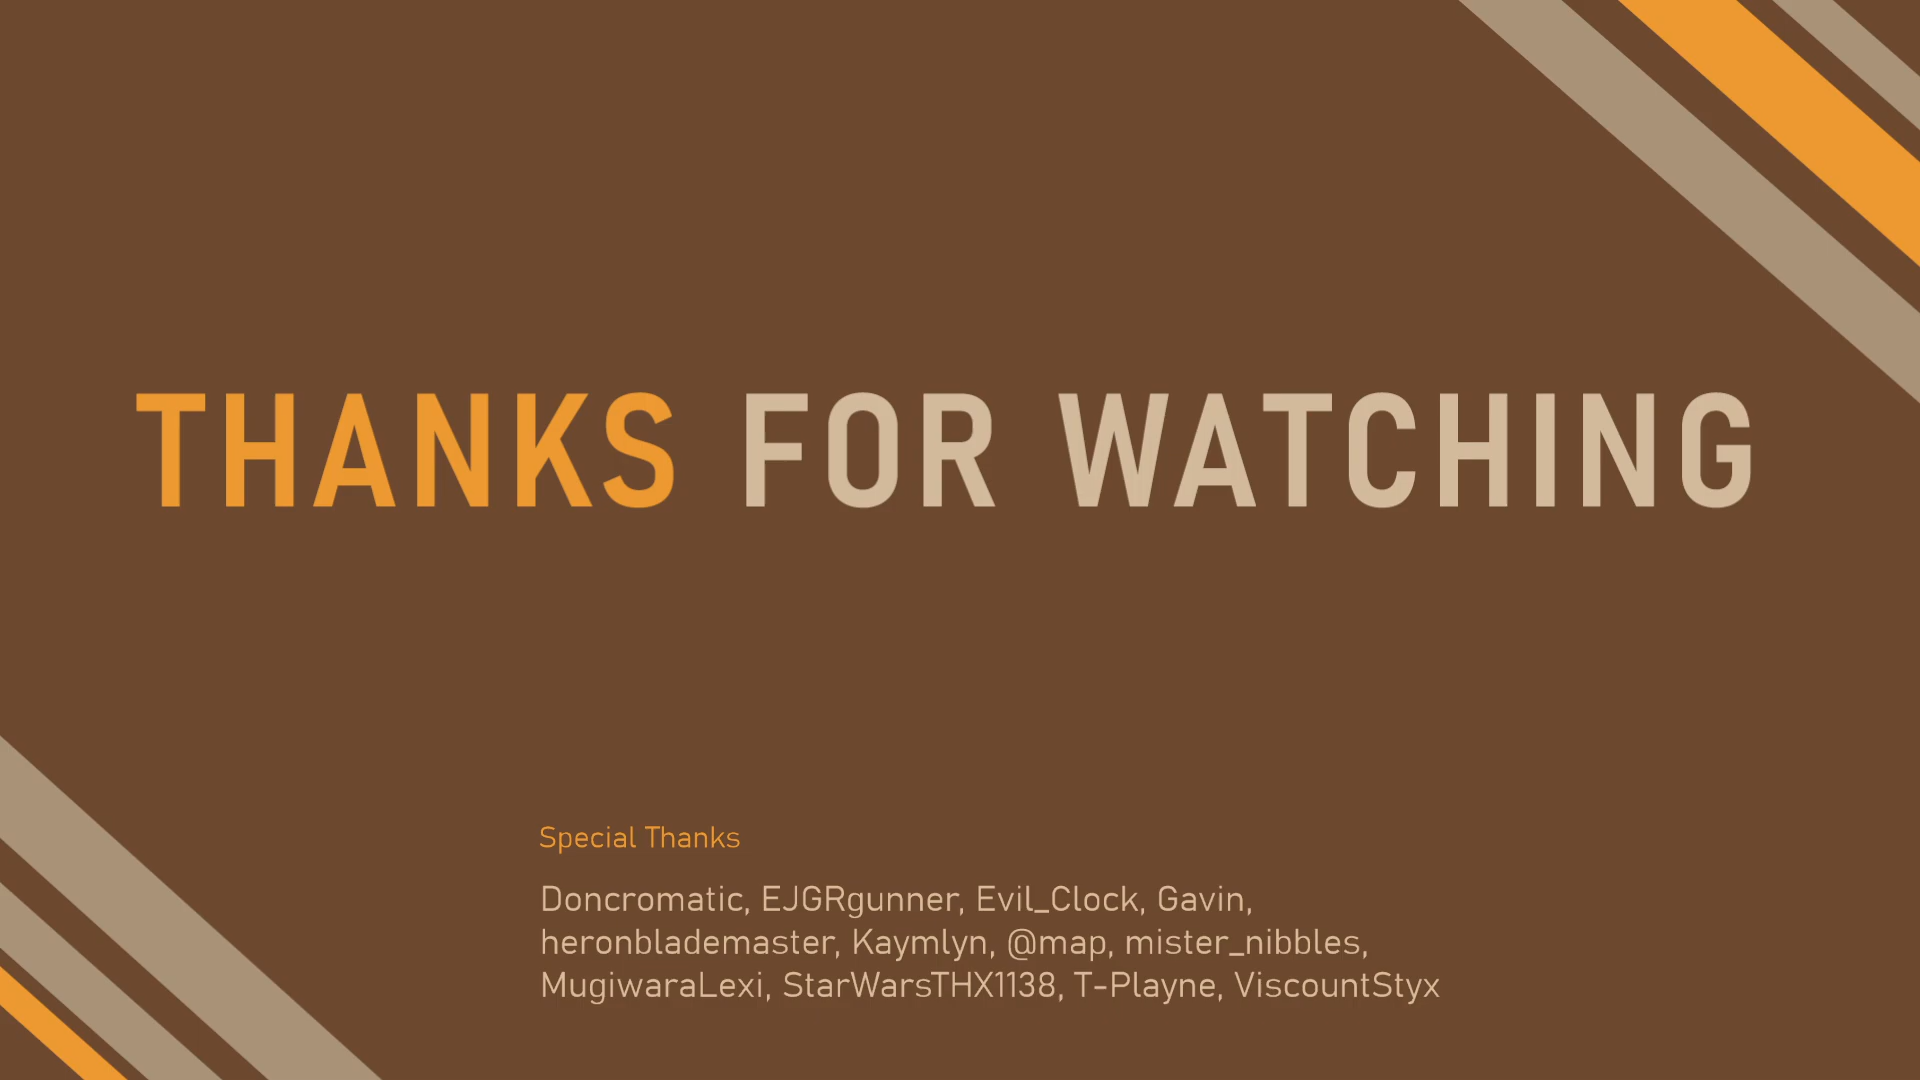 THANKS FOR WATCHING
Special Thanks
Doncromatic, EJGRgunner, Evil_Clock, Gavin,
heronblademaster, Kaymlyn, @map, mister_nibbles,
MugiwaraLexi, StarWarsTHX1138, T-Playne, ViscountStyx